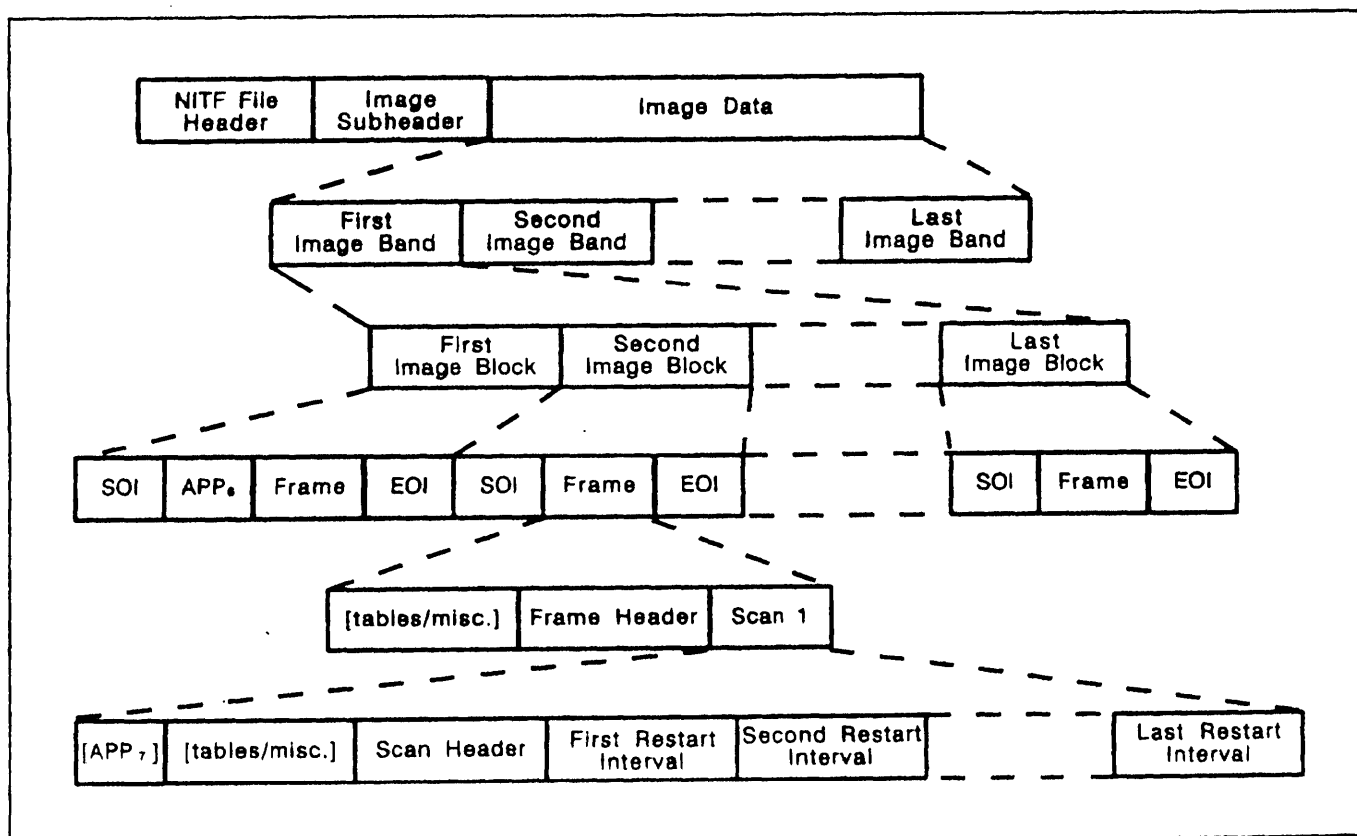 NITF File Header
Image Subheader
Image Data
First Image Band
Second Image Band
Last Image Band
First Image Block
Second Image Block
Last Image Block
SOI
APP₆
Frame
EOI
SOI
Frame
EOI
SOI
Frame
EOI
[tables/misc.]
Frame Header
Scan 1
[APP₇]
[tables/misc.]
Scan Header
First Restart Interval
Second Restart Interval
Last Restart Interval